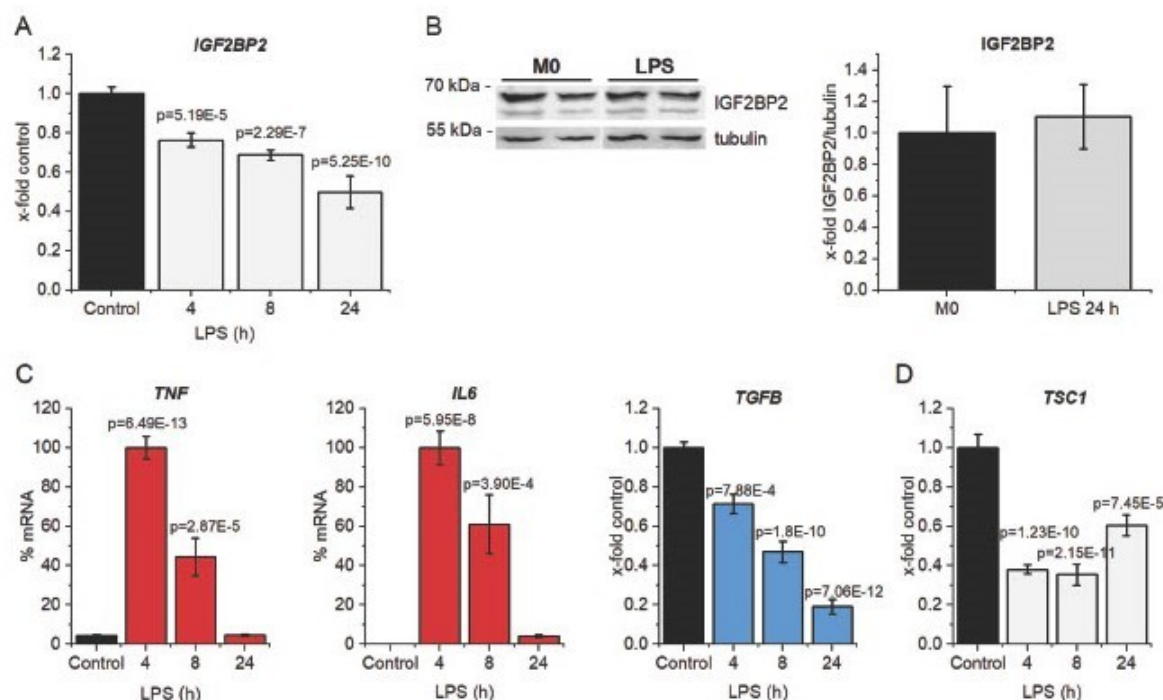 A
IGF2BP2
x-fold control
1.2
1.0
0.8
0.6
0.4
0.2
0.0
p=5.19E-5
p=2.29E-7
p=5.25E-10
Control 4 8 24
LPS (h)
B
M0 LPS
70 kDa -
55 kDa -
IGF2BP2
tubulin
IGF2BP2
x-fold IGF2BP2/tubulin
1.4
1.2
1.0
0.8
0.6
0.4
0.2
0.0
M0 LPS 24 h
C
TNF
% mRNA
120
100
80
60
40
20
0
p=6.49E-13
p=2.87E-5
Control 4 8 24
LPS (h)
IL6
% mRNA
120
100
80
60
40
20
0
p=5.95E-8
p=3.90E-4
Control 4 8 24
LPS (h)
TGFB
x-fold control
1.2
1.0
0.8
0.6
0.4
0.2
0.0
p=7.88E-4
p=1.8E-10
p=7.06E-12
Control 4 8 24
LPS (h)
D
TSC1
x-fold control
1.2
1.0
0.8
0.6
0.4
0.2
0.0
p=1.23E-10
p=2.15E-11
p=7.45E-5
Control 4 8 24
LPS (h)